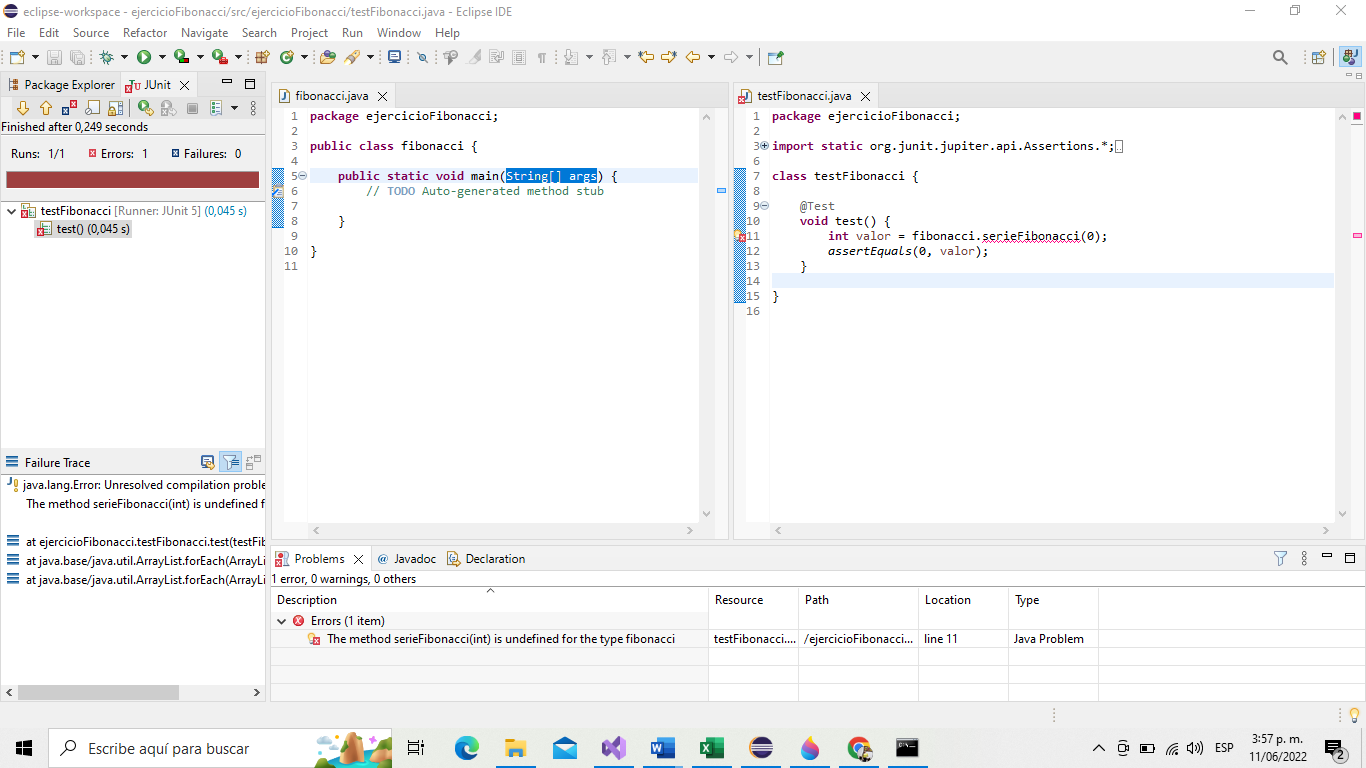 eclipse-workspace - ejercicioFibonacci/src/ejercicioFibonacci/testFibonacci.java - Eclipse IDE
File Edit Source Refactor Navigate Search Project Run Window Help
Package Explorer JUnit
Finished after 0,249 seconds
Runs: 1/1 Errors: 1 Failures: 0
testFibonacci [Runner: JUnit 5] (0,045 s)
test() (0,045 s)
Failure Trace
java.lang.Error: Unresolved compilation proble
The method serieFibonacci(int) is undefined f
at ejercicioFibonacci.testFibonacci.test(testFib
at java.base/java.util.ArrayList.forEach(ArrayLi
at java.base/java.util.ArrayList.forEach(ArrayLi
fibonacci.java
1 package ejercicioFibonacci;
2
3 public class fibonacci {
4
5 public static void main(String[] args) {
6 // TODO Auto-generated method stub
7
8 }
9
10 }
11
testFibonacci.java
1 package ejercicioFibonacci;
2
3 import static org.junit.jupiter.api.Assertions.*;
6
7 class testFibonacci {
8
9 @Test
10 void test() {
11 int valor = fibonacci.serieFibonacci(0);
12 assertEquals(0, valor);
13 }
14
15 }
16
Problems Javadoc Declaration
1 error, 0 warnings, 0 others
Description Resource Path Location Type
Errors (1 item)
The method serieFibonacci(int) is undefined for the type fibonacci testFibonacci.... /ejercicioFibonacci... line 11 Java Problem
Escribe aquí para buscar
ESP
3:57 p. m.
11/06/2022
2